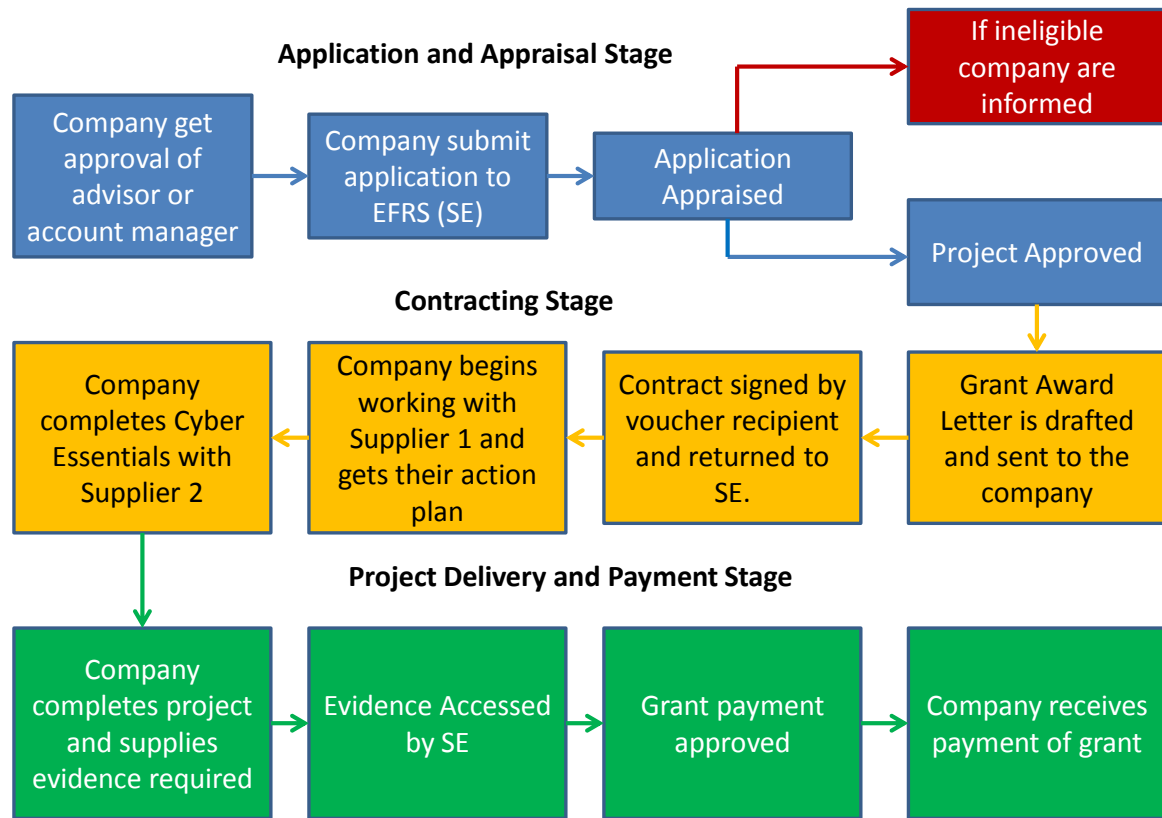 Application and Appraisal Stage
If ineligible
company are
informed
Company get
approval of
advisor or
account manager
Company submit
application to
EFRS (SE)
Application
Appraised
Project Approved
Contracting Stage
Company
completes Cyber
Essentials with
Supplier 2
Company begins
working with
Supplier 1 and
gets their action
plan
Contract signed by
voucher recipient
and returned to
SE.
Grant Award
Letter is drafted
and sent to the
company
Project Delivery and Payment Stage
Company
completes project
and supplies
evidence required
Evidence Accessed
by SE
Grant payment
approved
Company receives
payment of grant